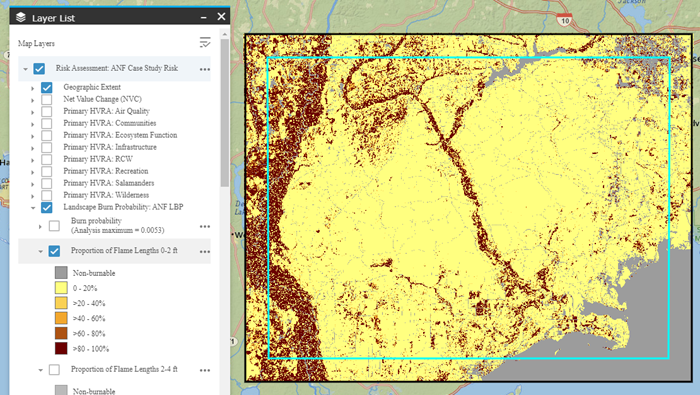 Layer List
Map Layers
Risk Assessment: ANF Case Study Risk
Geographic Extent
Net Value Change (NVC)
Primary HVRA: Air Quality
Primary HVRA: Communities
Primary HVRA: Ecosystem Function
Primary HVRA: Infrastructure
Primary HVRA: RCW
Primary HVRA: Recreation
Primary HVRA: Salamanders
Primary HVRA: Wilderness
Landscape Burn Probability: ANF LBP
Burn probability
(Analysis maximum = 0.0053)
Proportion of Flame Lengths 0-2 ft
Non-burnable
0 - 20%
>20 - 40%
>40 - 60%
>60 - 80%
>80 - 100%
Proportion of Flame Lengths 2-4 ft
Non-burnable
Jackson
10